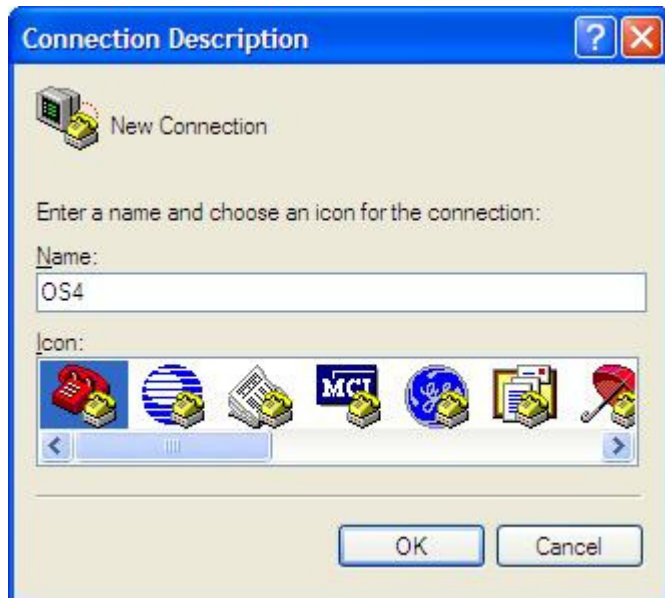 Connection Description
New Connection
Enter a name and choose an icon for the connection:
Name:
OS4
Icon:
MCI
OK Cancel